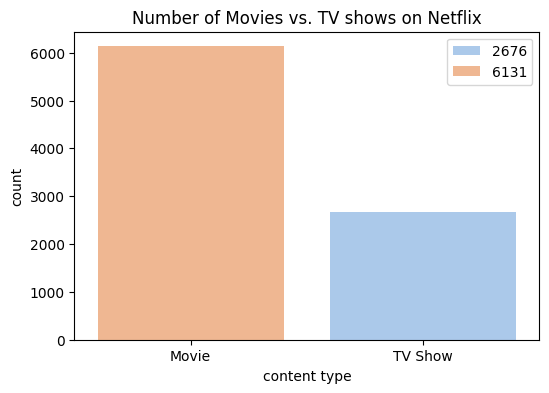 Number of Movies vs. TV shows on Netflix
2676
6131
6000
5000
4000
3000
2000
1000
0
count
Movie
TV Show
content type